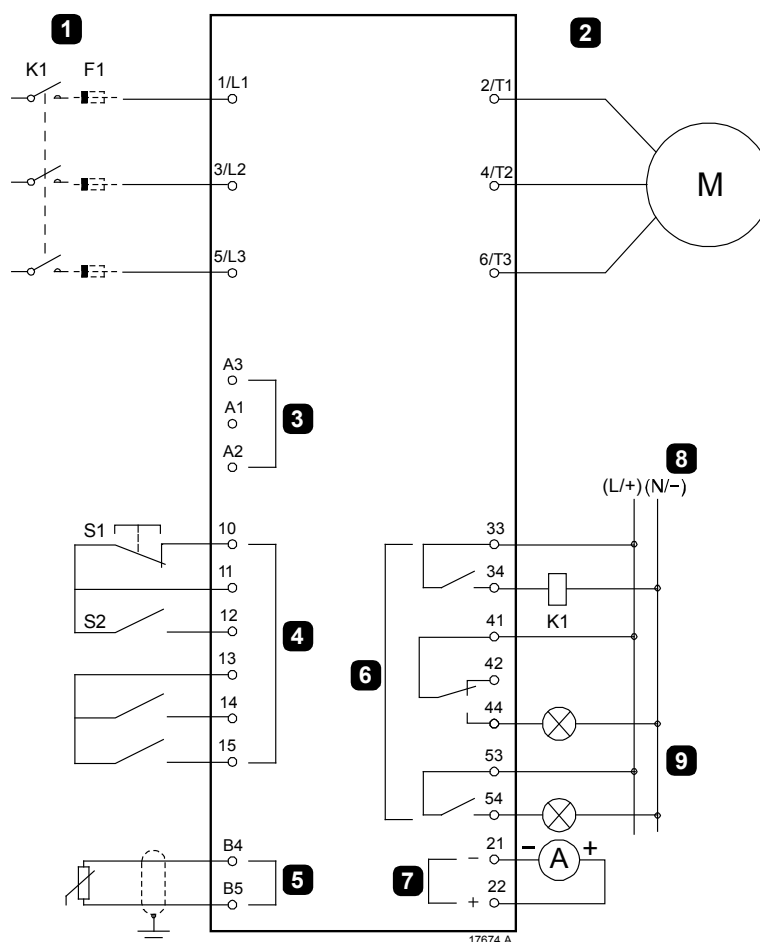 1
2
K1 F1
1/L1
2/T1
3/L2
4/T2
M
5/L3
6/T3
A3
A1
3
A2
8
(L/+) (N/−)
S1
10
33
11
34
K1
S2
12
41
4
13
42
6
14
44
15
53
9
54
B4
21
− A +
5
7
−
B5
22
+
17674.A